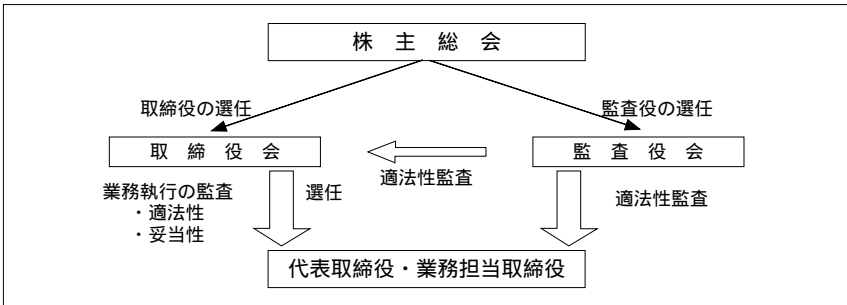 株 主 総 会
取締役の選任
監査役の選任
取 締 役 会
監 査 役 会
適法性監査
業務執行の監査
・適法性
・妥当性
選任
適法性監査
代表取締役・業務担当取締役